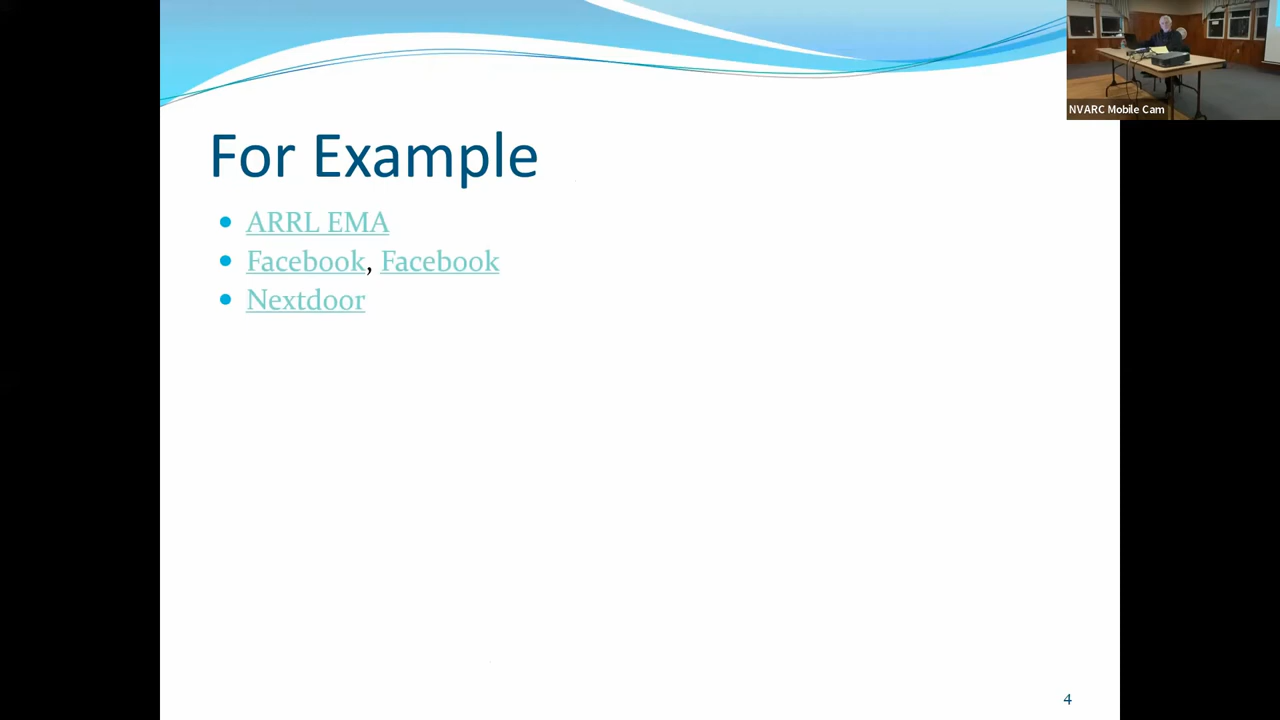 NVARC Mobile Cam
For Example
ARRL EMA
Facebook, Facebook
Nextdoor
4